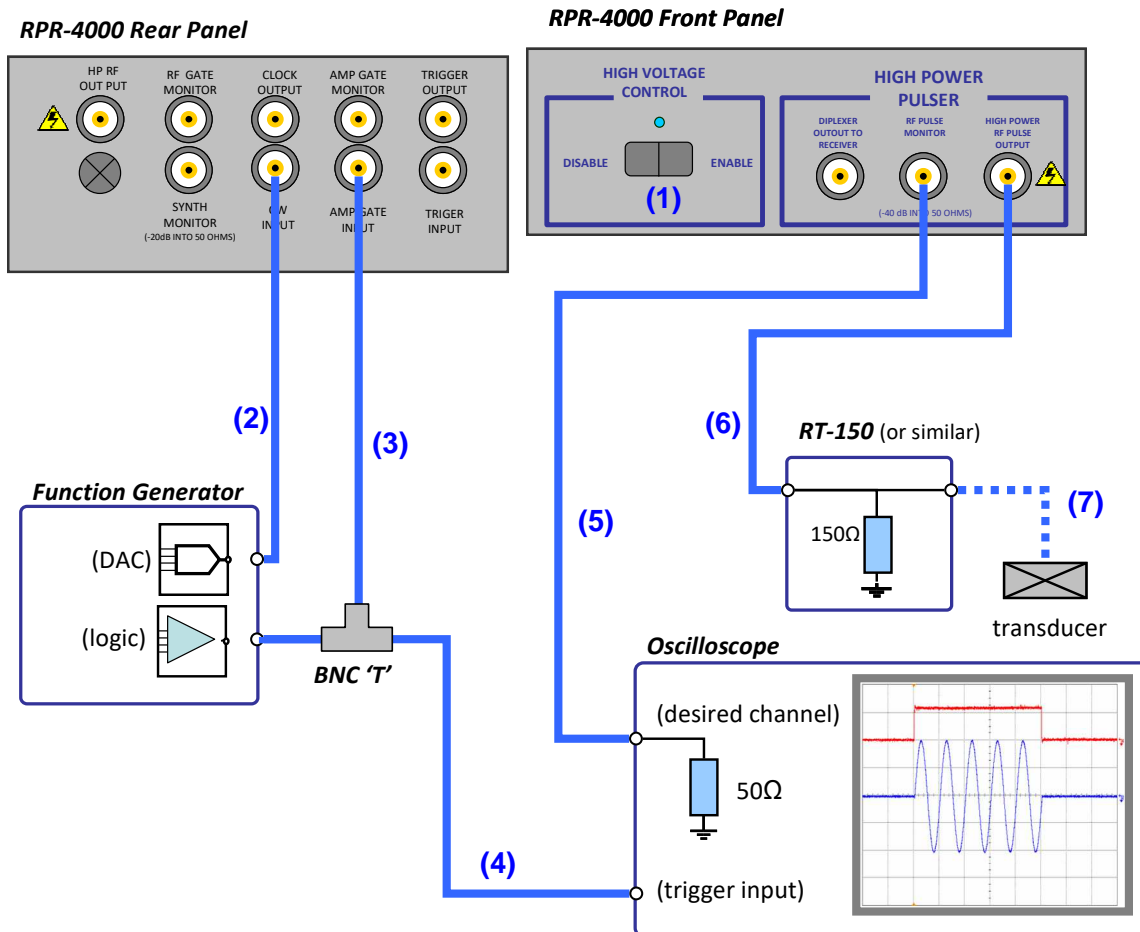 RPR-4000 Rear Panel
HP RF
OUT PUT
RF GATE
MONITOR
CLOCK
OUTPUT
AMP GATE
MONITOR
TRIGGER
OUTPUT
SYNTH
MONITOR
(-20dB INTO 50 OHMS)
CW
INPUT
AMP GATE
INPUT
TRIGER
INPUT
RPR-4000 Front Panel
HIGH VOLTAGE
CONTROL
DISABLE
ENABLE
(1)
HIGH POWER
PULSER
DIPLEXER
OUTOUT TO
RECEIVER
RF PULSE
MONITOR
HIGH POWER
RF PULSE
OUTPUT
(-40 dB INTO 50 OHMS)
(2)
(3)
(6)
RT-150 (or similar)
Function Generator
(5)
(7)
150Ω
(DAC)
(logic)
BNC ‘T’
transducer
Oscilloscope
(desired channel)
50Ω
(4)
(trigger input)